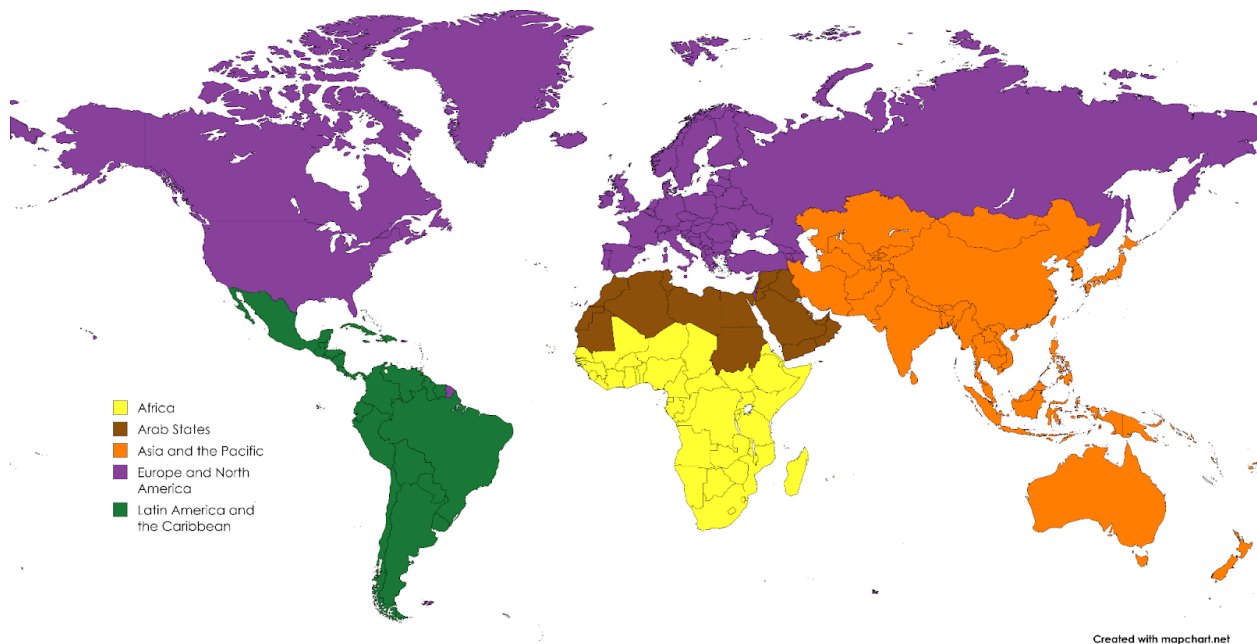 Africa
Arab States
Asia and the Pacific
Europe and North
America
Latin America and
the Caribbean
Created with mapchart.net